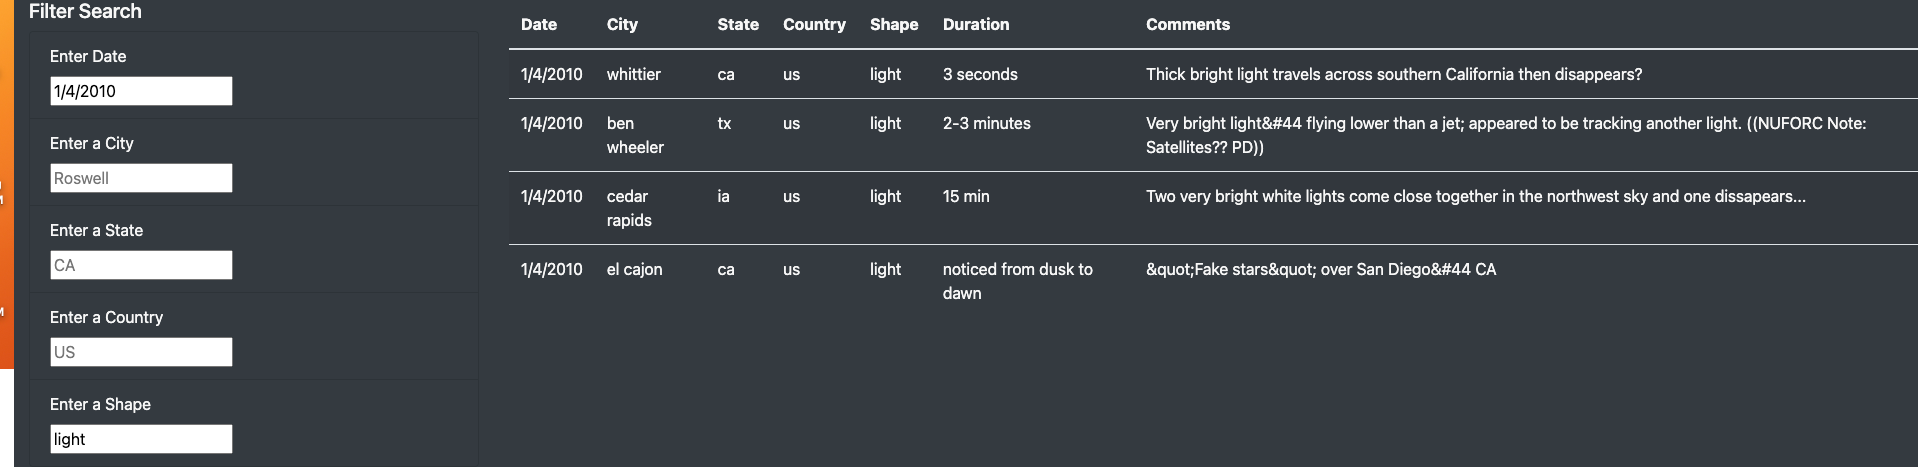 Filter Search
Enter Date
1/4/2010
Enter a City
Roswell
Enter a State
CA
Enter a Country
US
Enter a Shape
light
Date City State Country Shape Duration Comments
1/4/2010 whittier ca us light 3 seconds Thick bright light travels across southern California then disappears?
1/4/2010 ben tx us light 2-3 minutes Very bright light&#44 flying lower than a jet; appeared to be tracking another light. ((NUFORC Note:
wheeler Satellites?? PD))
1/4/2010 cedar ia us light 15 min Two very bright white lights come close together in the northwest sky and one dissapears...
rapids
1/4/2010 el cajon ca us light noticed from dusk to &quot;Fake stars&quot; over San Diego&#44 CA
dawn